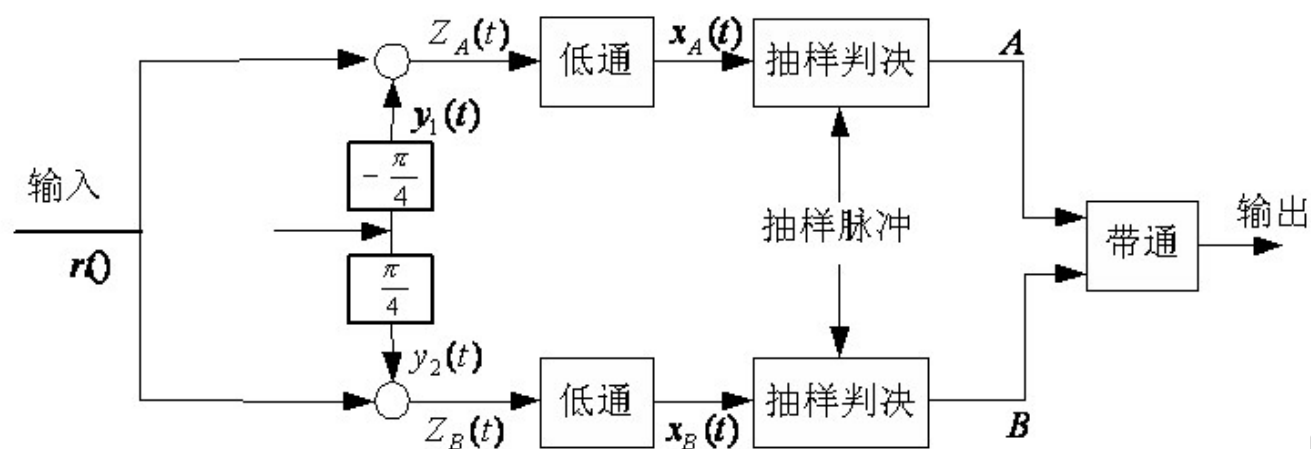 Z_A(t)
低通
x_A(t)
抽样判决
A
y_1(t)
-π/4
输入
r()
抽样脉冲
带通
输出
π/4
y_2(t)
Z_B(t)
低通
x_B(t)
抽样判决
B